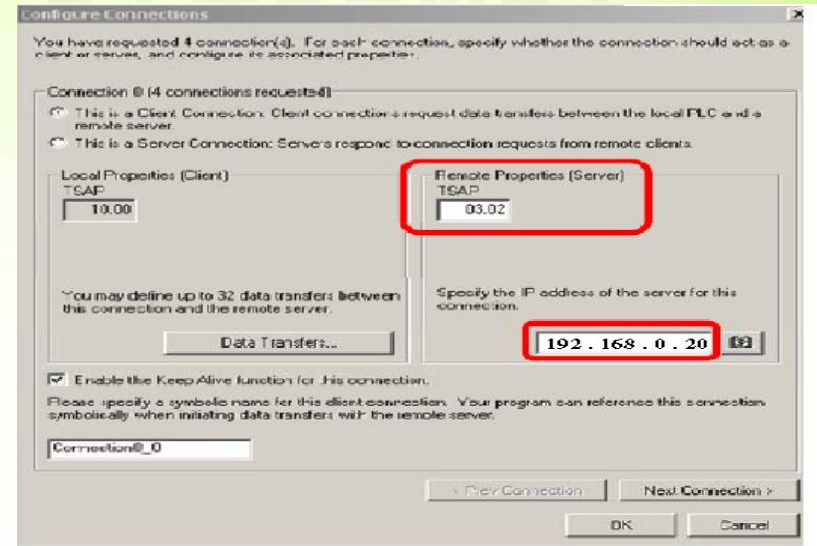 Configure Connections
You have requested 4 connection(s). For each connection, specify whether the connection should act as a
client or server, and configure its associated properties.
Connection 0 (4 connections requested)
This is a Client Connection: Client connections request data transfers between the local PLC and a
remote server.
This is a Server Connection: Servers respond to connection requests from remote clients.
Local Properties (Client)
TSAP
10.00
Remote Properties (Server)
TSAP
03.02
You may define up to 32 data transfers between
this connection and the remote server.
Data Transfers...
Specify the IP address of the server for this
connection.
192 . 168 . 0 . 20
Enable the Keep Alive function for this connection.
Please specify a symbolic name for this client connection. Your program can reference this connection
symbolically when initiating data transfers with the remote server.
Connection0_0
< Prev Connection
Next Connection >
OK
Cancel